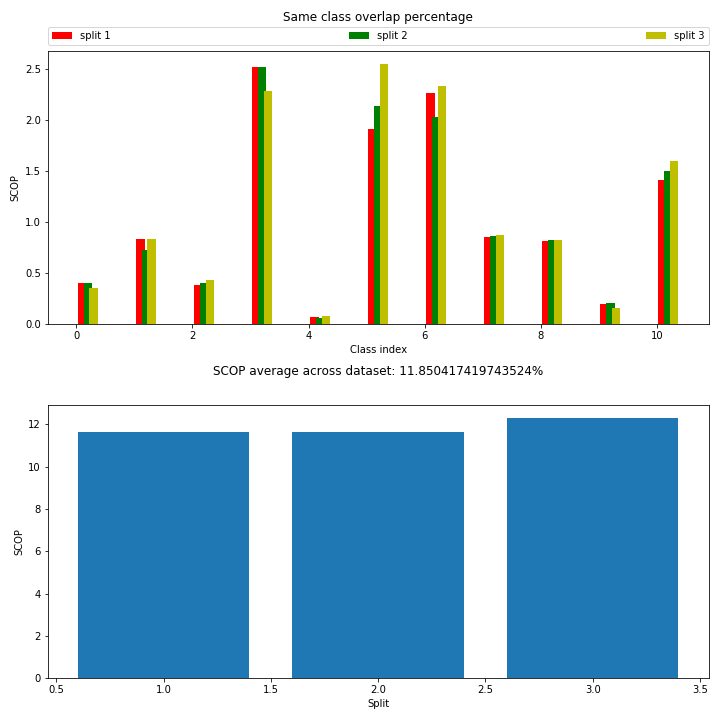 Same class overlap percentage
split 1 split 2 split 3
2.5
2.0
1.5
1.0
0.5
0.0
SCOP
0 2 4 6 8 10
Class index
SCOP average across dataset: 11.850417419743524%
12
10
8
6
4
2
0
SCOP
0.5 1.0 1.5 2.0 2.5 3.0 3.5
Split